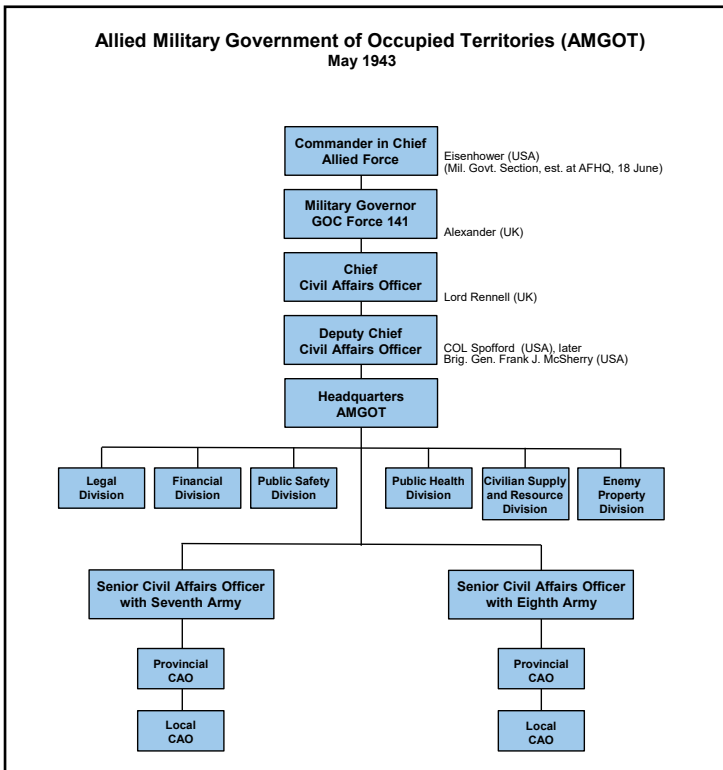 Allied Military Government of Occupied Territories (AMGOT)
May 1943
Commander in Chief
Allied Force
Eisenhower (USA)
(Mil. Govt. Section, est. at AFHQ, 18 June)
Military Governor
GOC Force 141
Alexander (UK)
Chief
Civil Affairs Officer
Lord Rennell (UK)
Deputy Chief
Civil Affairs Officer
COL Spofford (USA), later
Brig. Gen. Frank J. McSherry (USA)
Headquarters
AMGOT
Legal
Division
Financial
Division
Public Safety
Division
Public Health
Division
Civilian Supply
and Resource
Division
Enemy
Property
Division
Senior Civil Affairs Officer
with Seventh Army
Senior Civil Affairs Officer
with Eighth Army
Provincial
CAO
Provincial
CAO
Local
CAO
Local
CAO